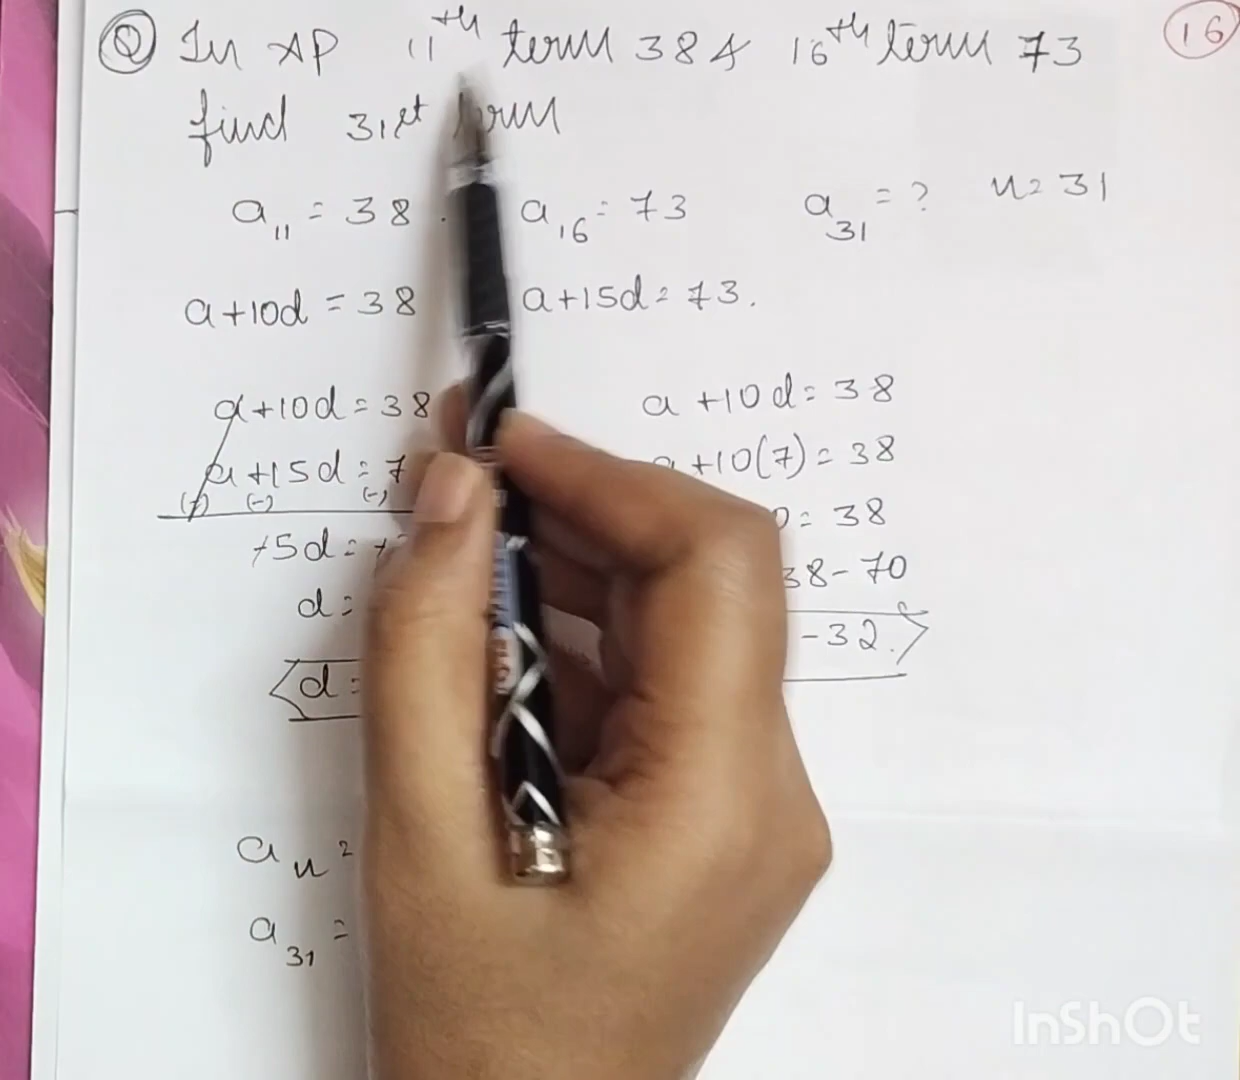 Q In AP 11th term 38 & 16th term 73
16
find 31st term
a11 = 38. a16 = 73 a31 = ? n = 31
a+10d = 38 a+15d = 73.
a+10d = 38 a+10d = 38
a+15d = 7 +10(7) = 38
(-) (-) (-) = 38
+5d = + 38-70
d = -32.
d =
an =
a31 =
InShOt